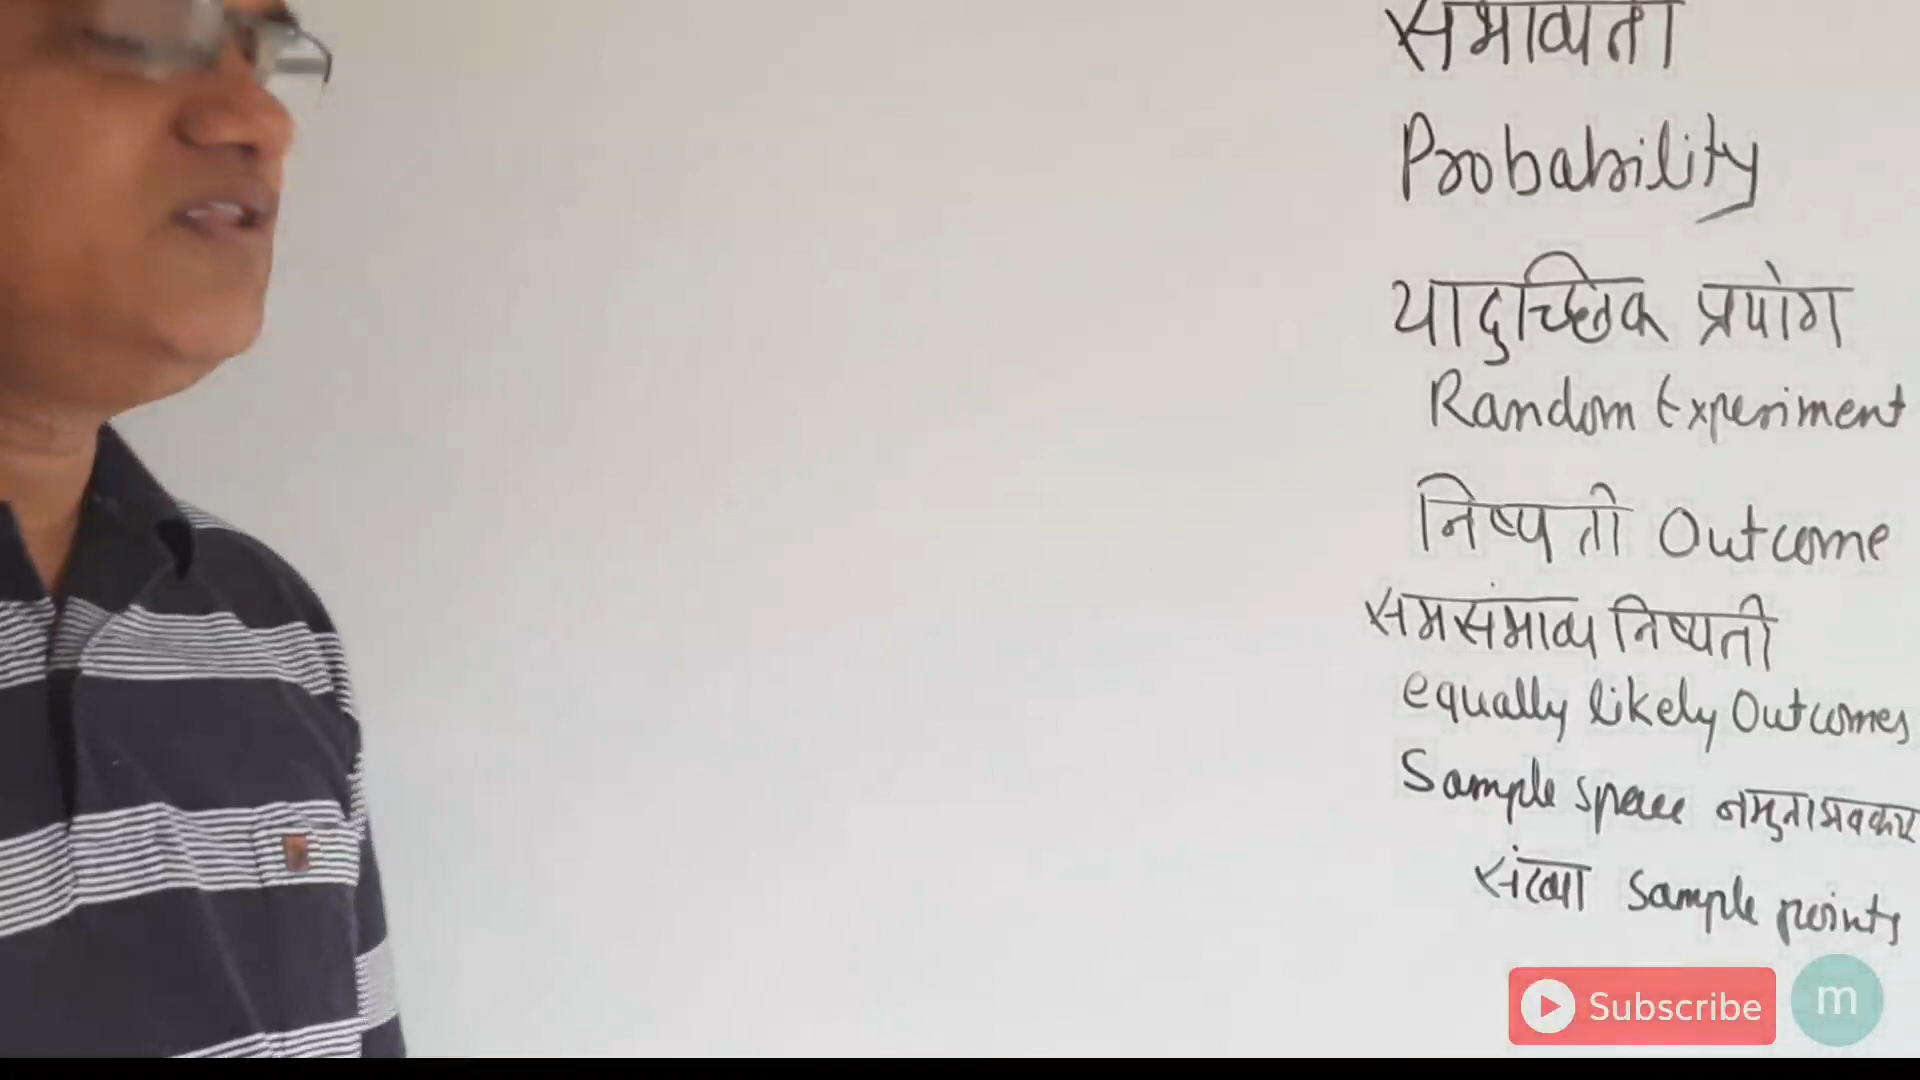 संभाव्यता
Probability
यादृच्छिक प्रयोग
Random Experiment
निष्पती Outcome
समसंभाव्य निष्पती
equally likely Outcomes
Sample space नमुना अवकाश
संख्या Sample points
Subscribe m